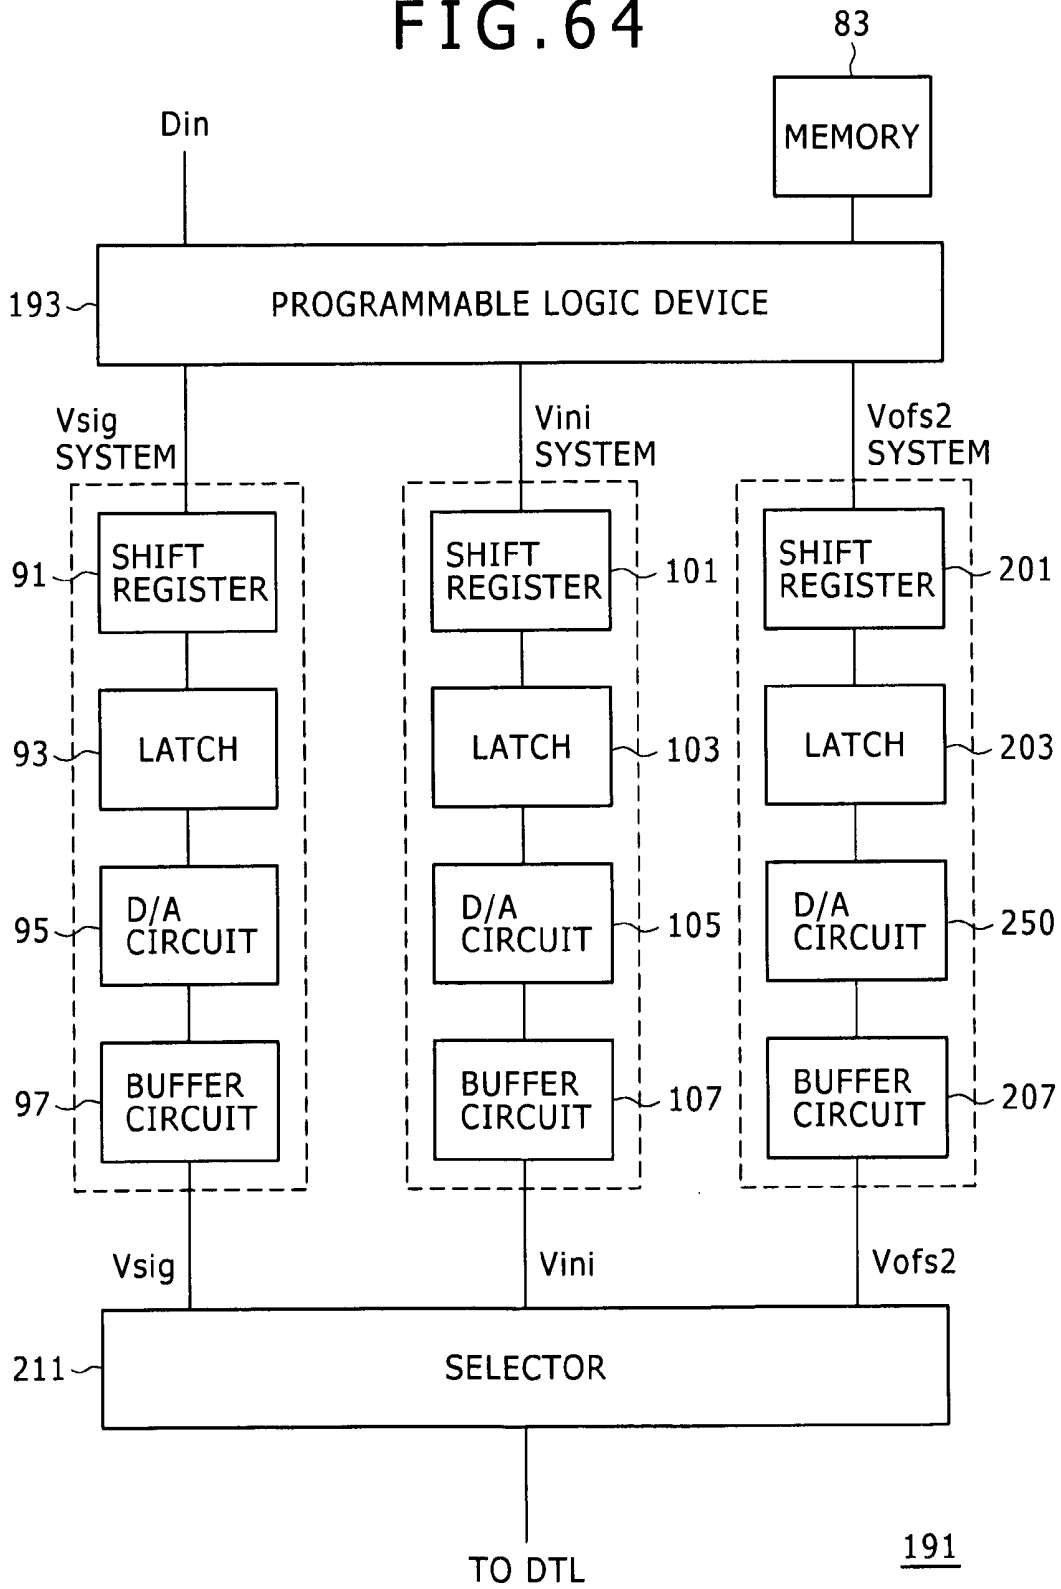 FIG.64
83
Din
MEMORY
193
PROGRAMMABLE LOGIC DEVICE
Vsig
SYSTEM
Vini
SYSTEM
Vofs2
SYSTEM
91
SHIFT
REGISTER
SHIFT
REGISTER
101
SHIFT
REGISTER
201
93
LATCH
LATCH
103
LATCH
203
95
D/A
CIRCUIT
D/A
CIRCUIT
105
D/A
CIRCUIT
250
97
BUFFER
CIRCUIT
BUFFER
CIRCUIT
107
BUFFER
CIRCUIT
207
Vsig
Vini
Vofs2
211
SELECTOR
TO DTL
191